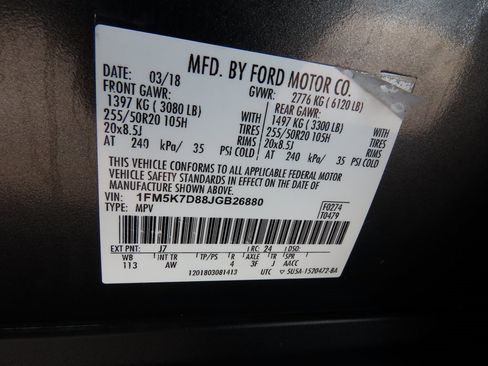 MFD. BY FORD MOTOR CO.
DATE: 03/18 GVWR: 2776 KG (6120 LB)
FRONT GAWR: REAR GAWR:
1397 KG (3080 LB) 1497 KG (3300 LB)
255/50R20 105H WITH TIRES 255/50R20 105H WITH TIRES
20x8.5J RIMS 20x8.5J RIMS
AT 240 kPa/ 35 PSI COLD AT 240 kPa/ 35 PSI COLD
THIS VEHICLE CONFORMS TO ALL APPLICABLE FEDERAL MOTOR
VEHICLE SAFETY STANDARDS IN EFFECT ON THE DATE OF
MANUFACTURE SHOWN ABOVE.
VIN: 1FM5K7D88JGB26880 F0274
TYPE: MPV T0479
EXT PNT: J7 RC: 24 DSO:
WB INT TR TP/PS R AXLE TR SPR
113 AW 4 3F J AACC
1201803081413 UTC 5U5A-1520472-BA